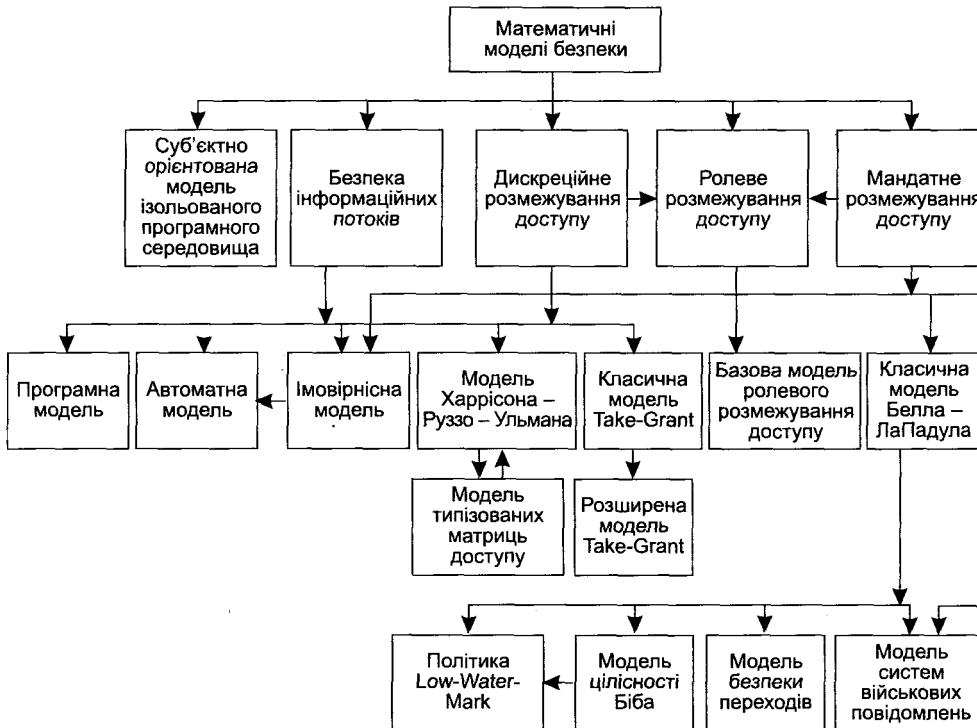 Математичні
моделі безпеки
Суб'єктно
орієнтована
модель
ізольованого
програмного
середовища
Безпека
інформаційних
потоків
Дискреційне
розмежування
доступу
Ролеве
розмежування
доступу
Мандатне
розмежування
доступу
Програмна
модель
Автоматна
модель
Імовірнісна
модель
Модель
Харрісона –
Руззо – Ульмана
Класична
модель
Take-Grant
Базова модель
ролевого
розмежування
доступу
Класична
модель
Белла –
ЛаПадула
Модель
типізованих
матриць
доступу
Розширена
модель
Take-Grant
Політика
Low-Water-
Mark
Модель
цілісності
Біба
Модель
безпеки
переходів
Модель
систем
військових
повідомлень